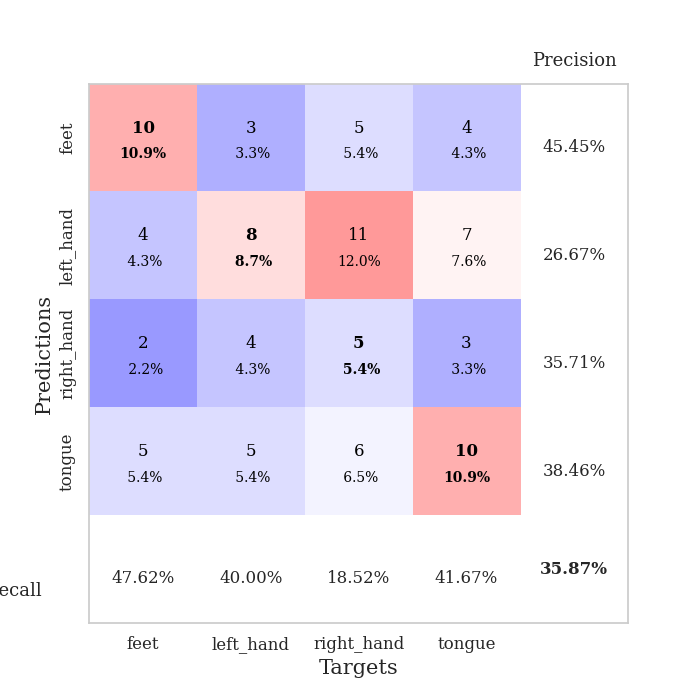 Precision
feet
10 3 5 4 45.45%
10.9% 3.3% 5.4% 4.3%
left_hand
4 8 11 7 26.67%
4.3% 8.7% 12.0% 7.6%
Predictions
right_hand
2 4 5 3 35.71%
2.2% 4.3% 5.4% 3.3%
tongue
5 5 6 10 38.46%
5.4% 5.4% 6.5% 10.9%
ecall
47.62% 40.00% 18.52% 41.67% 35.87%
feet left_hand right_hand tongue
Targets